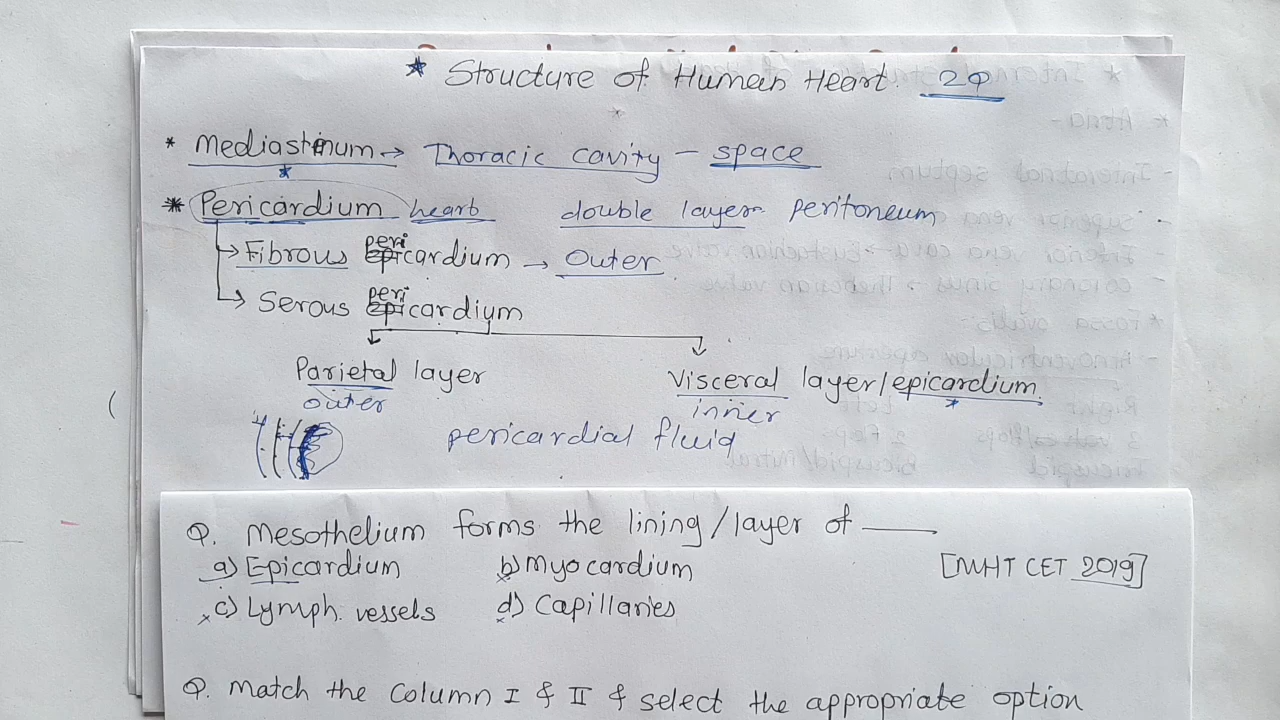 * Structure of Human Heart. 2Q
* Mediastinum → Thoracic cavity – space
*
* Pericardium heart double layer peritoneum
→ Fibrous pericardium → Outer
→ Serous pericardium
Parietal layer Visceral layer/epicardium.
outer inner *
pericardial fluid
Q. Mesothelium forms the lining/layer of ____
a) Epicardium b) Myocardium [MHT CET 2019]
c) Lymph. vessels d) Capillaries
Q. Match the Column I & II & select the appropriate option